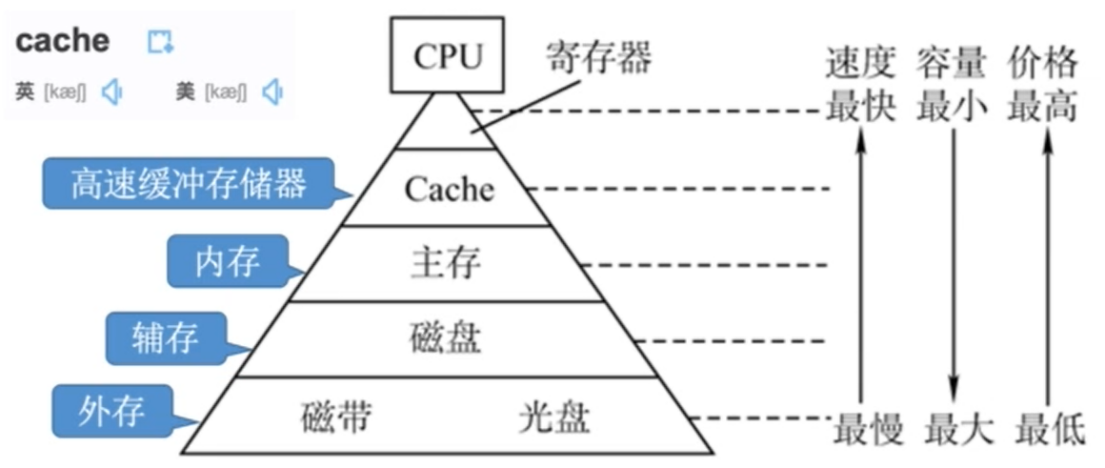 cache
英 [kæʃ] 美 [kæʃ]
CPU
寄存器
速度 容量 价格
最快 最小 最高
高速缓冲存储器
Cache
内存
主存
辅存
磁盘
外存
磁带 光盘
最慢 最大 最低